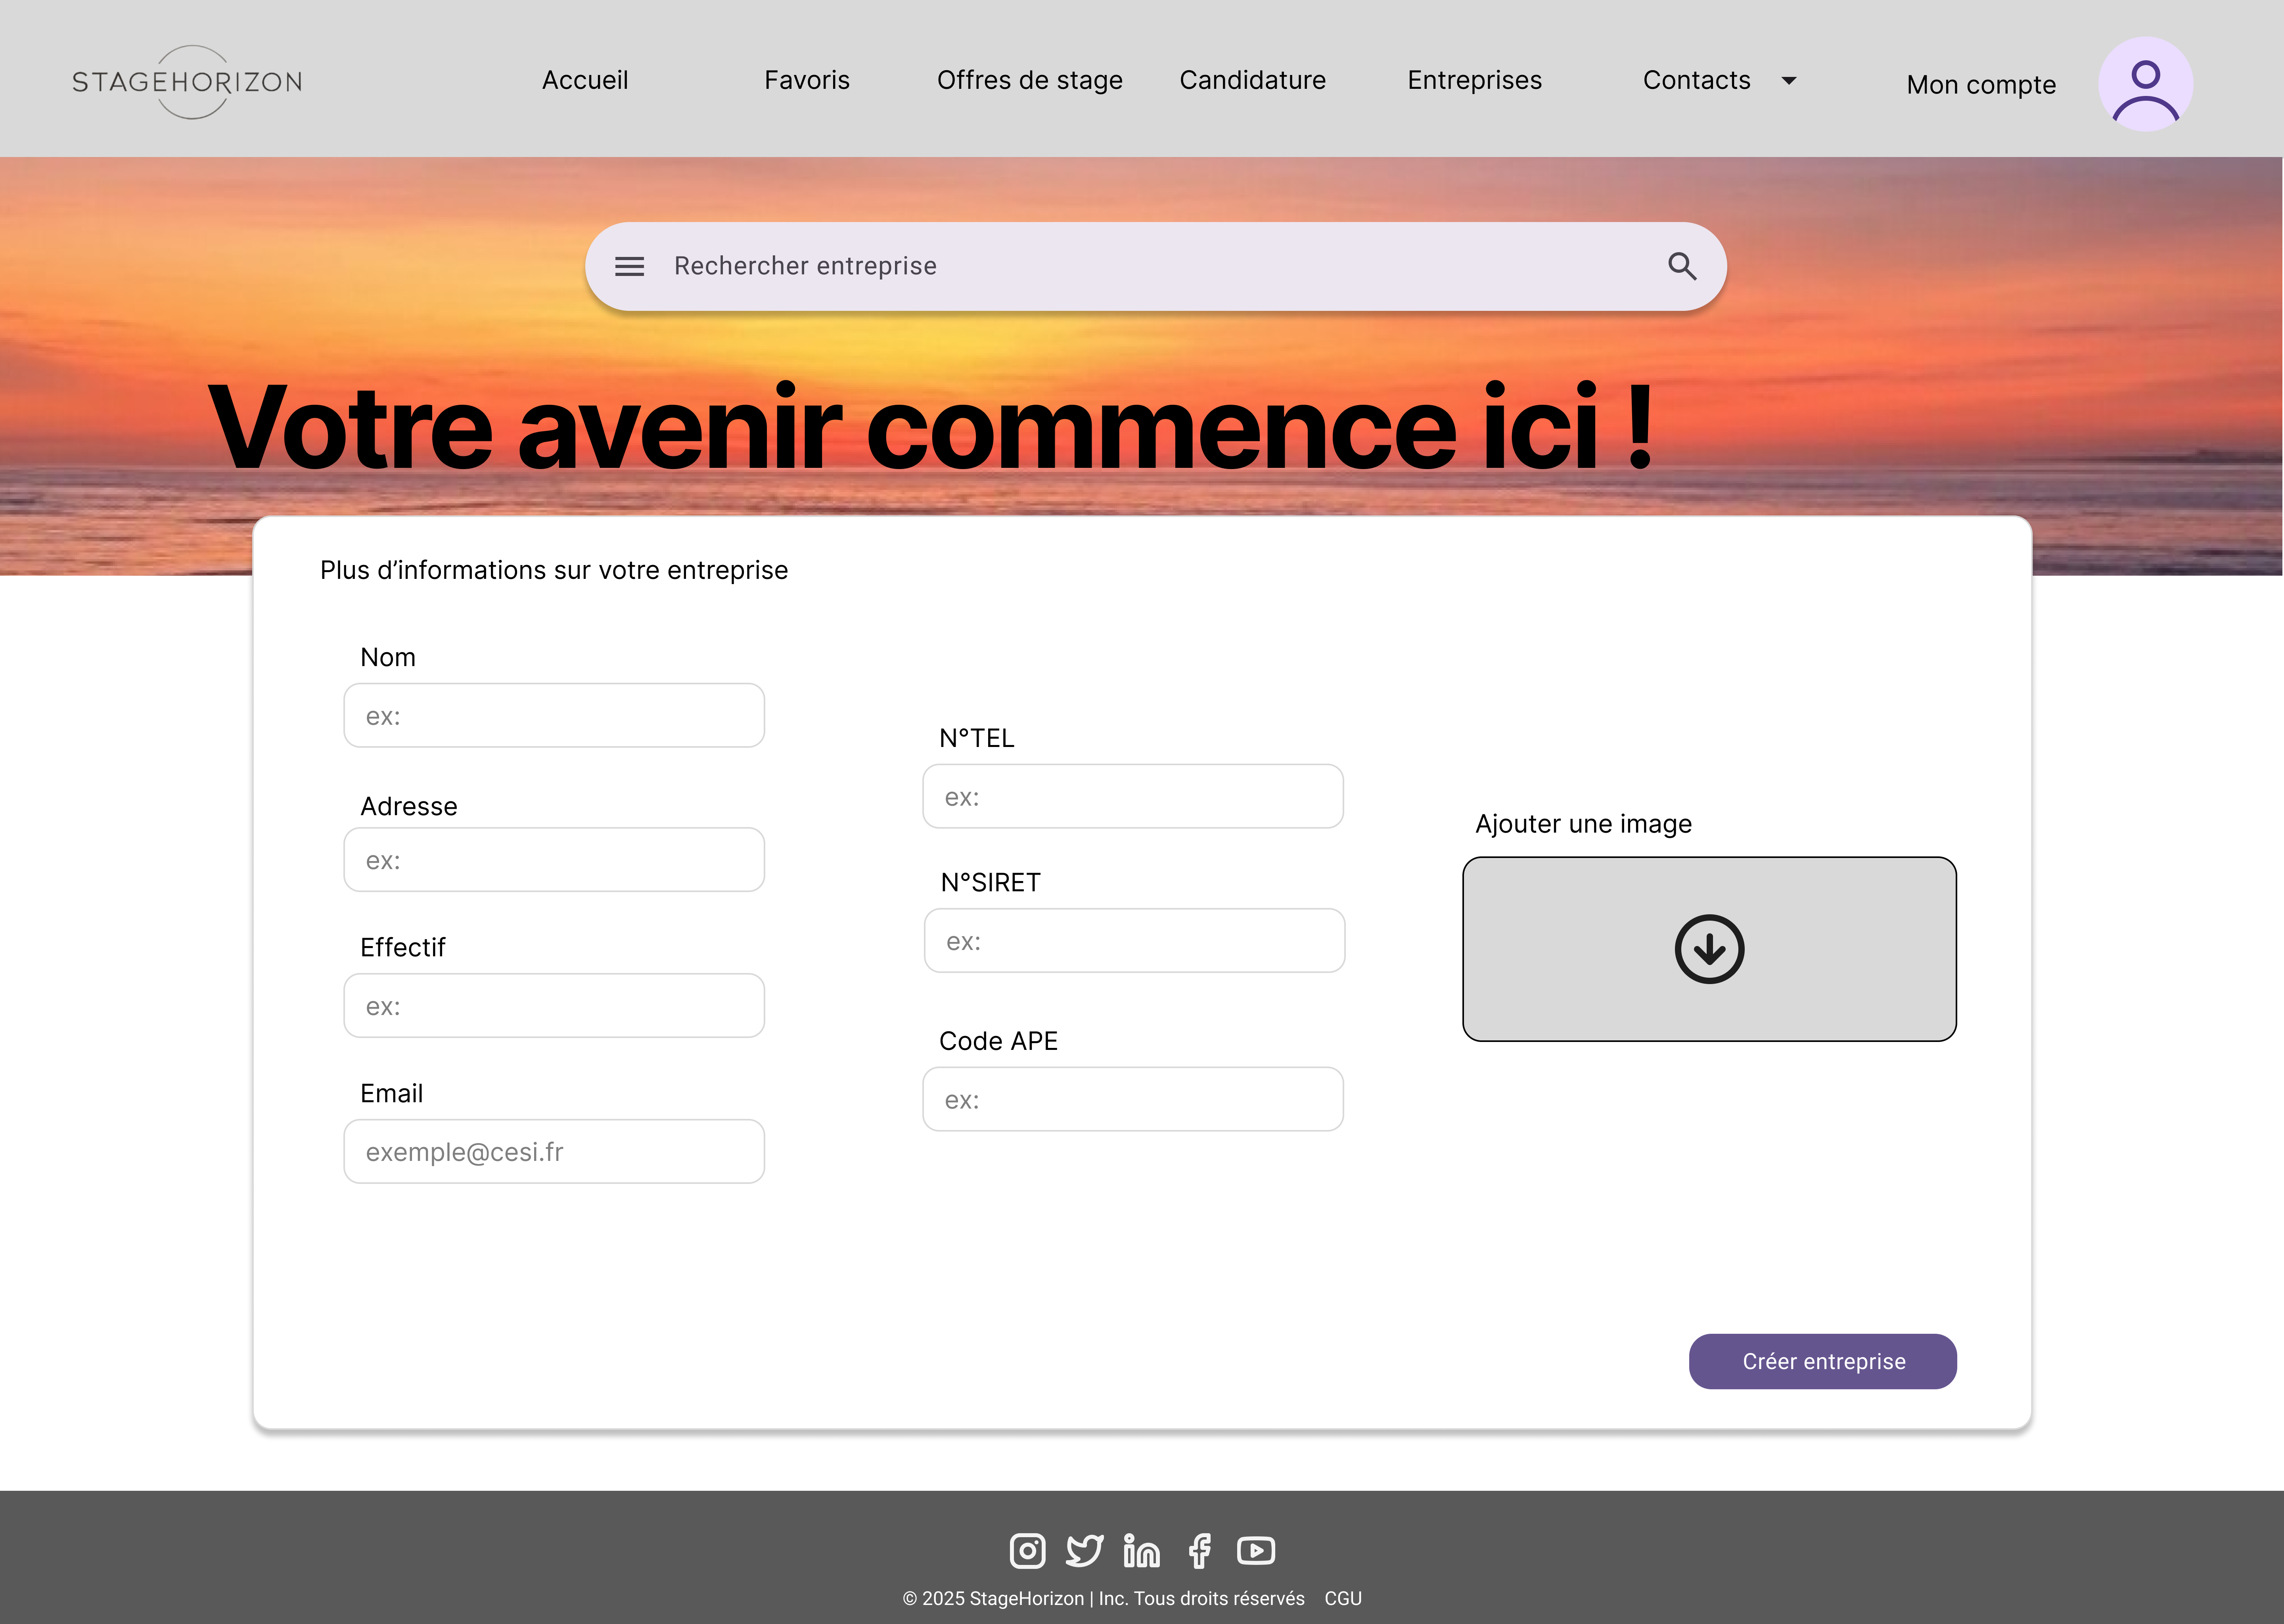 STAGEHORIZON
Accueil
Favoris
Offres de stage
Candidature
Entreprises
Contacts
Mon compte
Rechercher entreprise
Votre avenir commence ici !
Plus d’informations sur votre entreprise
Nom
ex:
Adresse
ex:
Effectif
ex:
Email
exemple@cesi.fr
N°TEL
ex:
N°SIRET
ex:
Code APE
ex:
Ajouter une image
Créer entreprise
© 2025 StageHorizon | Inc. Tous droits réservés CGU